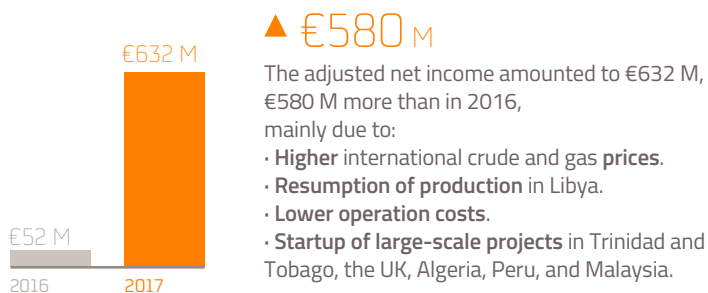 €632 M
€52 M
2016
2017
▲ €580 M
The adjusted net income amounted to €632 M,
€580 M more than in 2016,
mainly due to:
· Higher international crude and gas prices.
· Resumption of production in Libya.
· Lower operation costs.
· Startup of large-scale projects in Trinidad and
Tobago, the UK, Algeria, Peru, and Malaysia.